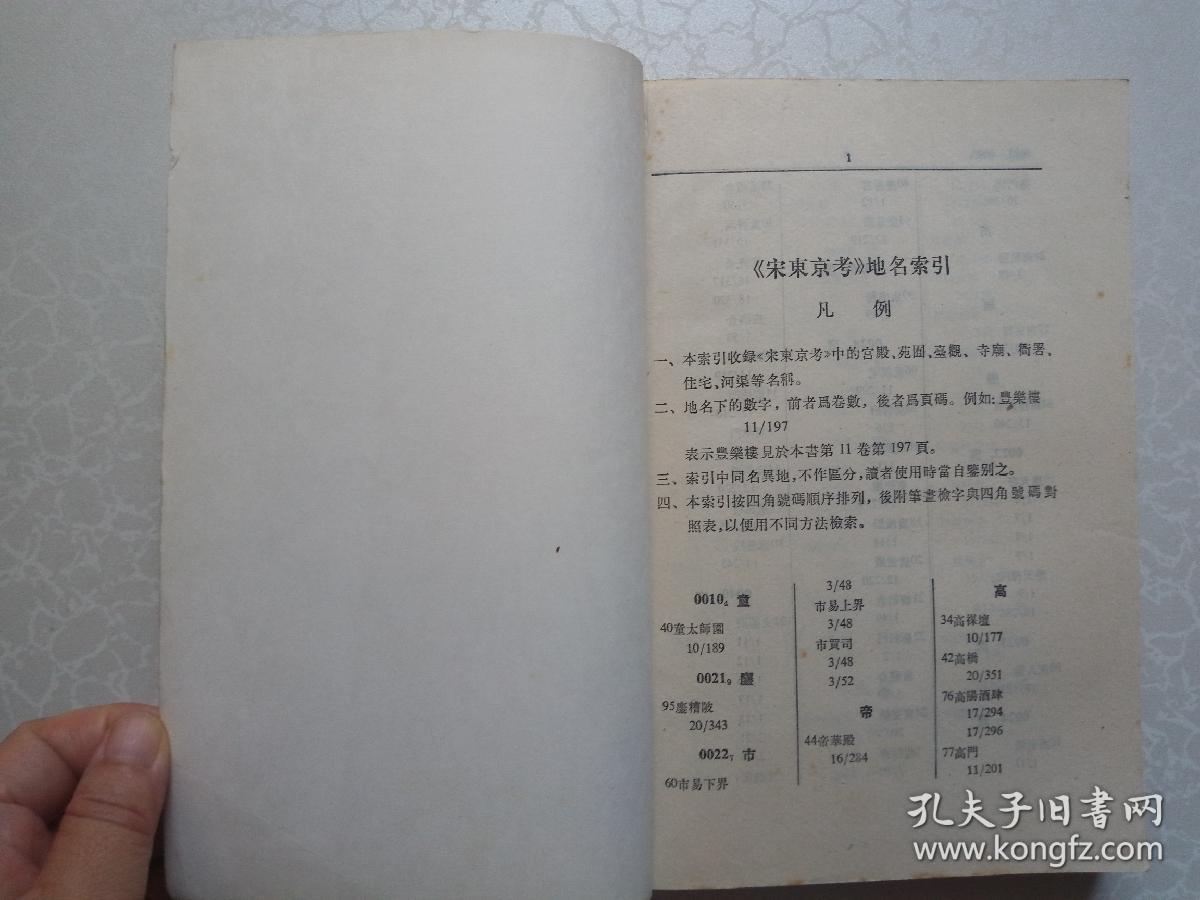 1
《宋東京考》地名索引
凡　例
一、本索引收録《宋東京考》中的宫殿、苑囿、臺觀、寺廟、衙署、
住宅、河渠等名稱。
二、地名下的數字，前者爲卷數，後者爲頁碼。例如：豐樂樓
11/197
表示豐樂樓見於本書第11卷第197頁。
三、索引中同名異地，不作區分，讀者使用時當自鑒别之。
四、本索引按四角號碼順序排列，後附筆畫檢字與四角號碼對
照表，以便用不同方法檢索。
0010₄ 童
40童太師園
10/189
0021₉ 鏖
95鏖糟陂
20/343
0022₇ 市
60市易下界
3/48
市易上界
3/48
市買司
3/48
3/52
帝
44帝華殿
16/284
高
34高禖壇
10/177
42高橋
20/351
76高陽酒肆
17/294
17/296
77高門
11/201
孔夫子旧書网
www.kongfz.com